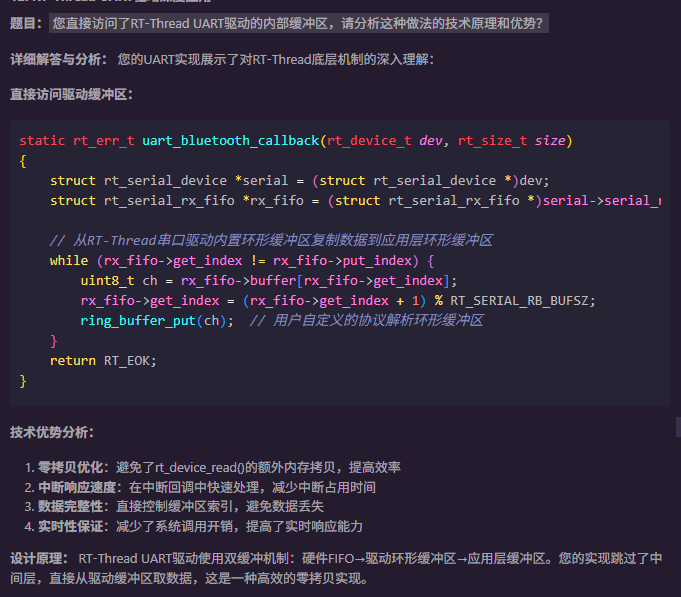 题目： 您直接访问了RT-Thread UART驱动的内部缓冲区，请分析这种做法的技术原理和优势？
详细解答与分析： 您的UART实现展示了对RT-Thread底层机制的深入理解：
直接访问驱动缓冲区：
static rt_err_t uart_bluetooth_callback(rt_device_t dev, rt_size_t size)
{
    struct rt_serial_device *serial = (struct rt_serial_device *)dev;
    struct rt_serial_rx_fifo *rx_fifo = (struct rt_serial_rx_fifo *)serial->serial_r
    // 从RT-Thread串口驱动内置环形缓冲区复制数据到应用层环形缓冲区
    while (rx_fifo->get_index != rx_fifo->put_index) {
        uint8_t ch = rx_fifo->buffer[rx_fifo->get_index];
        rx_fifo->get_index = (rx_fifo->get_index + 1) % RT_SERIAL_RB_BUFSZ;
        ring_buffer_put(ch);  // 用户自定义的协议解析环形缓冲区
    }
    return RT_EOK;
}
技术优势分析：
1. 零拷贝优化：避免了rt_device_read()的额外内存拷贝，提高效率
2. 中断响应速度：在中断回调中快速处理，减少中断占用时间
3. 数据完整性：直接控制缓冲区索引，避免数据丢失
4. 实时性保证：减少了系统调用开销，提高了实时响应能力
设计原理： RT-Thread UART驱动使用双缓冲机制：硬件FIFO→驱动环形缓冲区→应用层缓冲区。您的实现跳过了中
间层，直接从驱动缓冲区取数据，这是一种高效的零拷贝实现。